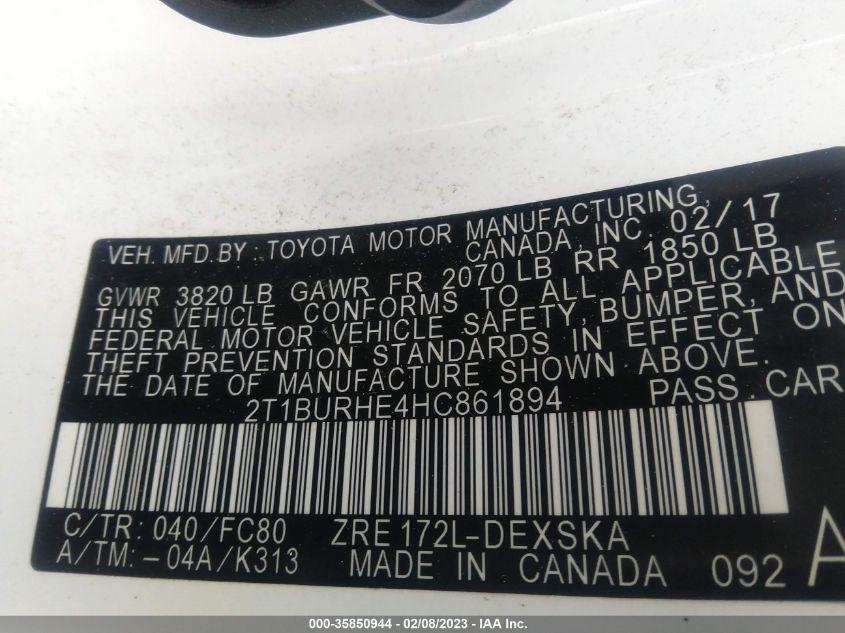 VEH. MFD.BY : TOYOTA MOTOR MANUFACTURING,
CANADA, INC. 02/17
GVWR 3820 LB GAWR FR 2070 LB RR 1850 LB
THIS VEHICLE CONFORMS TO ALL APPLICABLE
FEDERAL MOTOR VEHICLE SAFETY, BUMPER, AND
THEFT PREVENTION STANDARDS IN EFFECT ON
THE DATE OF MANUFACTURE SHOWN ABOVE.
2T1BURHE4HC861894 PASS.CAR
C/TR: 040/FC80 ZRE172L-DEXSKA
A/TM:-04A/K313 MADE IN CANADA 092 A
000-35850944 - 02/08/2023 - IAA Inc.